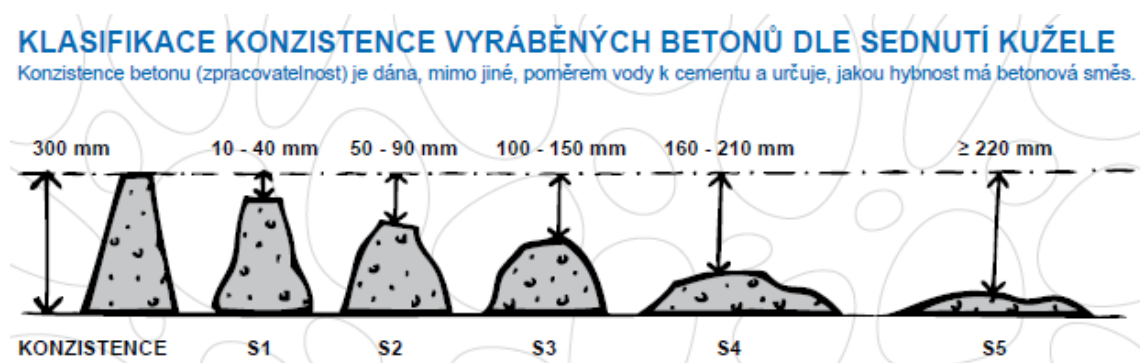 KLASIFIKACE KONZISTENCE VYRÁBĚNÝCH BETONŮ DLE SEDNUTÍ KUŽELE
Konzistence betonu (zpracovatelnost) je dána, mimo jiné, poměrem vody k cementu a určuje, jakou hybnost má betonová směs.
300 mm 10 - 40 mm 50 - 90 mm 100 - 150 mm 160 - 210 mm ≥ 220 mm
KONZISTENCE S1 S2 S3 S4 S5